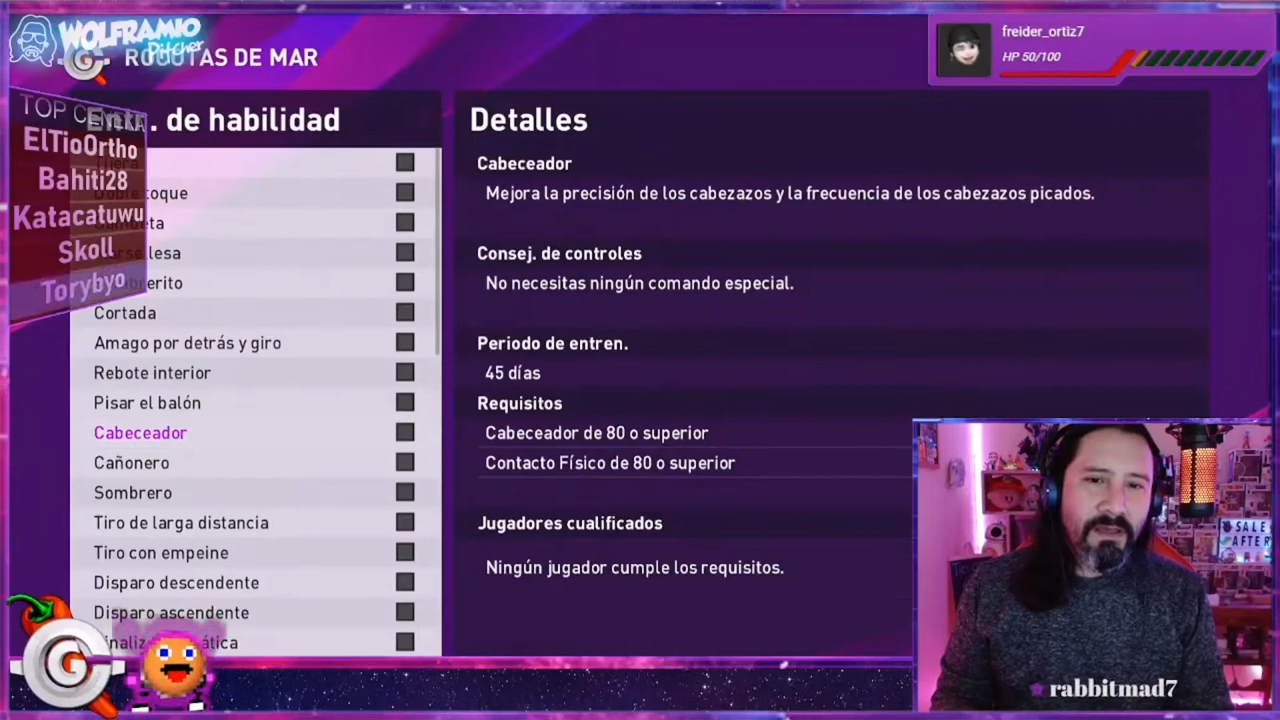 WOLFRAMIO
Pitcher
DE MAR
freider_ortiz7
HP 50/100
TOP
ElTioOrtho
Bahiti28
Katacatuwu
Skoll
Torybyo
. de habilidad
toque
Cortada
Amago por detrás y giro
Rebote interior
Pisar el balón
Cabeceador
Cañonero
Sombrero
Tiro de larga distancia
Tiro con empeine
Disparo descendente
Disparo ascendente
Detalles
Cabeceador
Mejora la precisión de los cabezazos y la frecuencia de los cabezazos picados.
Consej. de controles
No necesitas ningún comando especial.
Periodo de entren.
45 días
Requisitos
Cabeceador de 80 o superior
Contacto Físico de 80 o superior
Jugadores cualificados
Ningún jugador cumple los requisitos.
SALE
AFTER
rabbitmad7